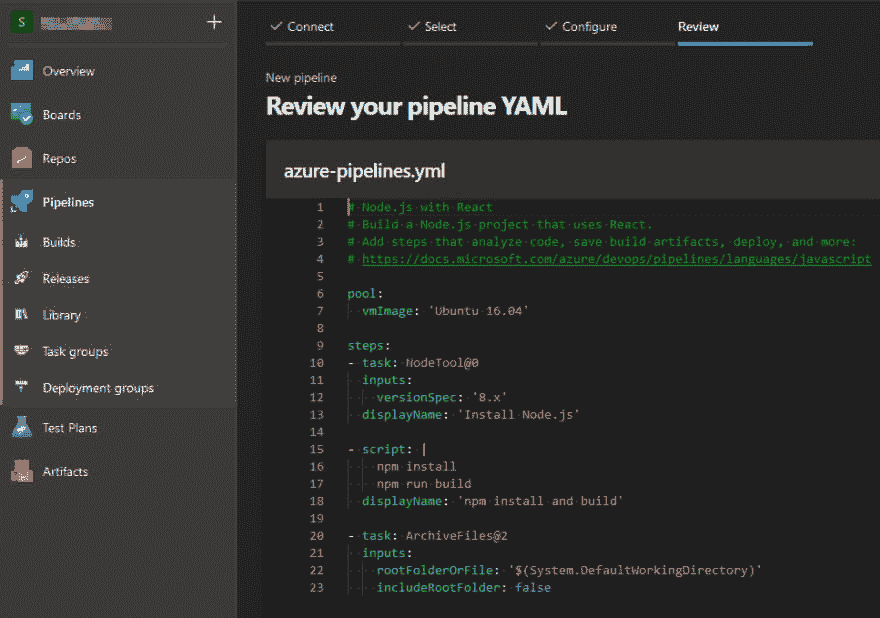 S
+
Overview
Boards
Repos
Pipelines
Builds
Releases
Library
Task groups
Deployment groups
Test Plans
Artifacts
Connect
Select
Configure
Review
New pipeline
Review your pipeline YAML
azure-pipelines.yml
1 # Node.js with React
2 # Build a Node.js project that uses React.
3 # Add steps that analyze code, save build artifacts, deploy, and more:
4 # https://docs.microsoft.com/azure/devops/pipelines/languages/javascript
5
6 pool:
7   vmImage: 'Ubuntu 16.04'
8
9 steps:
10 - task: NodeTool@0
11   inputs:
12     versionSpec: '8.x'
13   displayName: 'Install Node.js'
14
15 - script: |
16     npm install
17     npm run build
18   displayName: 'npm install and build'
19
20 - task: ArchiveFiles@2
21   inputs:
22     rootFolderOrFile: '$(System.DefaultWorkingDirectory)'
23     includeRootFolder: false